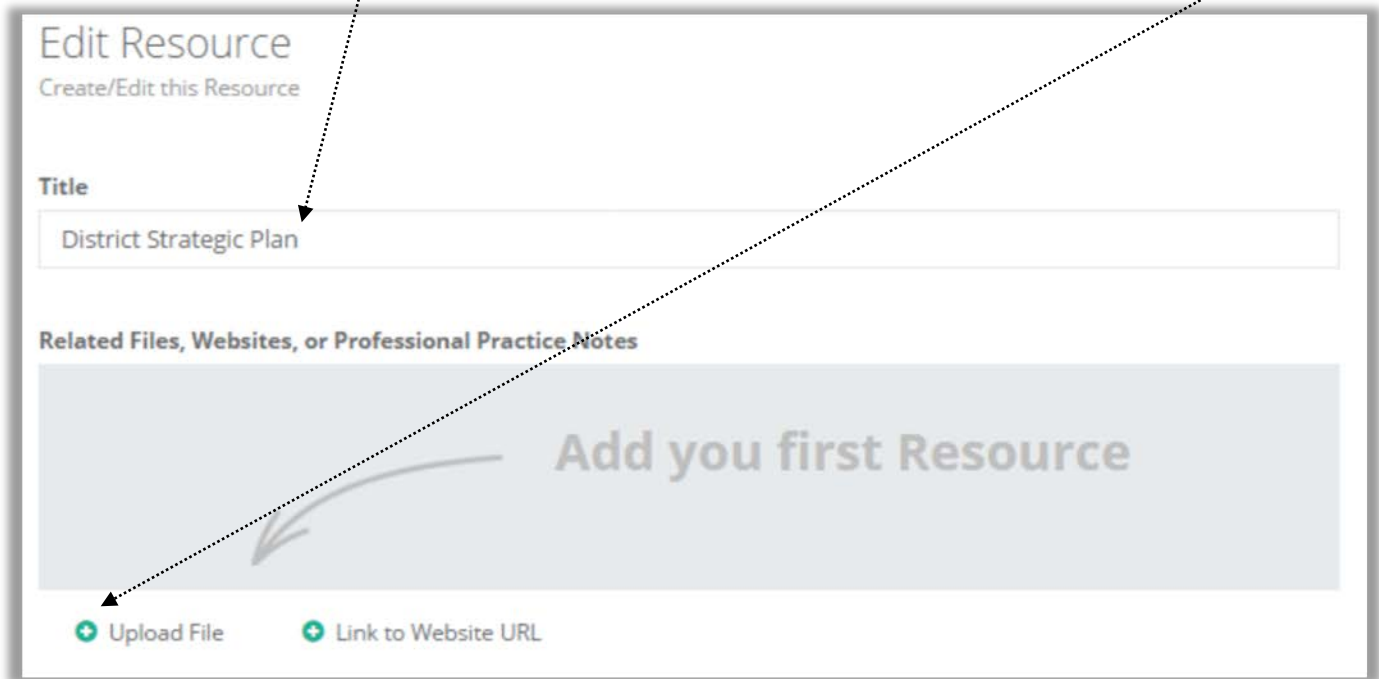 Edit Resource
Create/Edit this Resource
Title
District Strategic Plan
Related Files, Websites, or Professional Practice Notes
Add you first Resource
Upload File
Link to Website URL